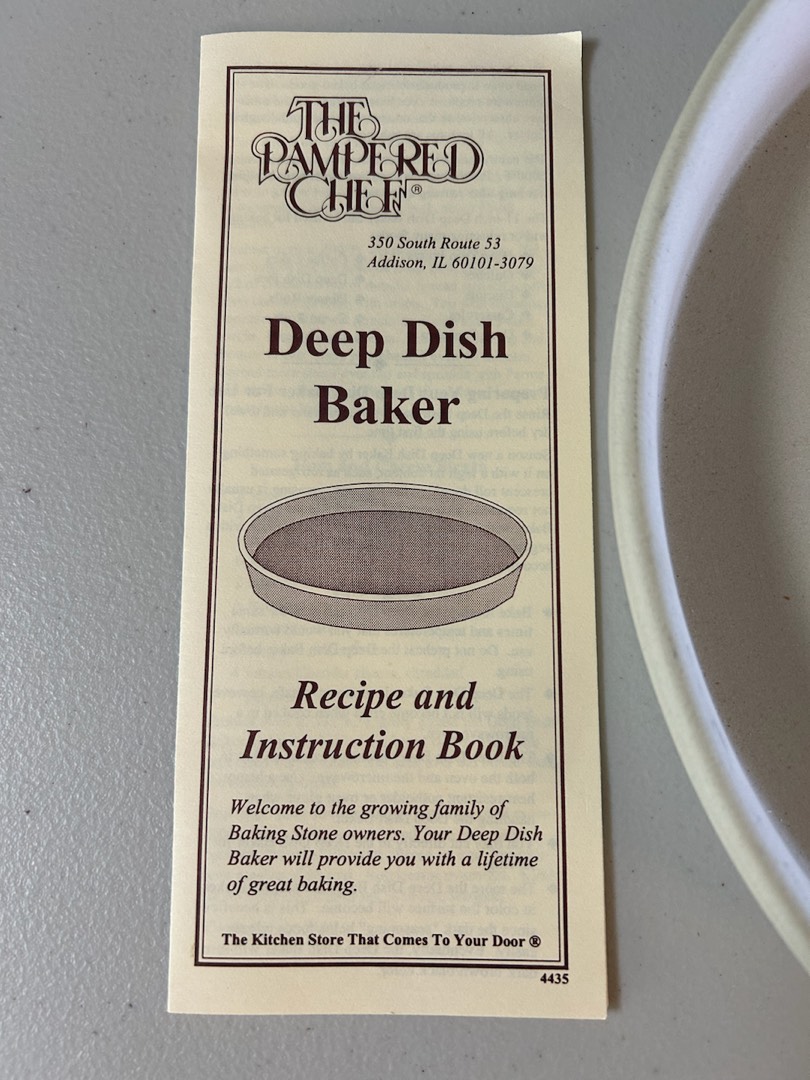 THE
PAMPERED
CHEF®
350 South Route 53
Addison, IL 60101-3079
Deep Dish
Baker
Recipe and
Instruction Book
Welcome to the growing family of
Baking Stone owners. Your Deep Dish
Baker will provide you with a lifetime
of great baking.
The Kitchen Store That Comes To Your Door ®
4435